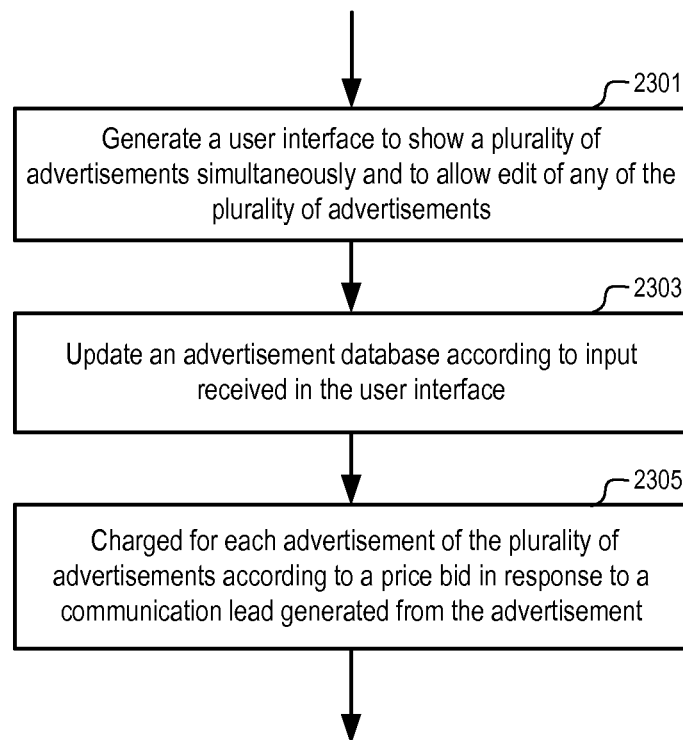 2301
Generate a user interface to show a plurality of
advertisements simultaneously and to allow edit of any of the
plurality of advertisements
2303
Update an advertisement database according to input
received in the user interface
2305
Charged for each advertisement of the plurality of
advertisements according to a price bid in response to a
communication lead generated from the advertisement